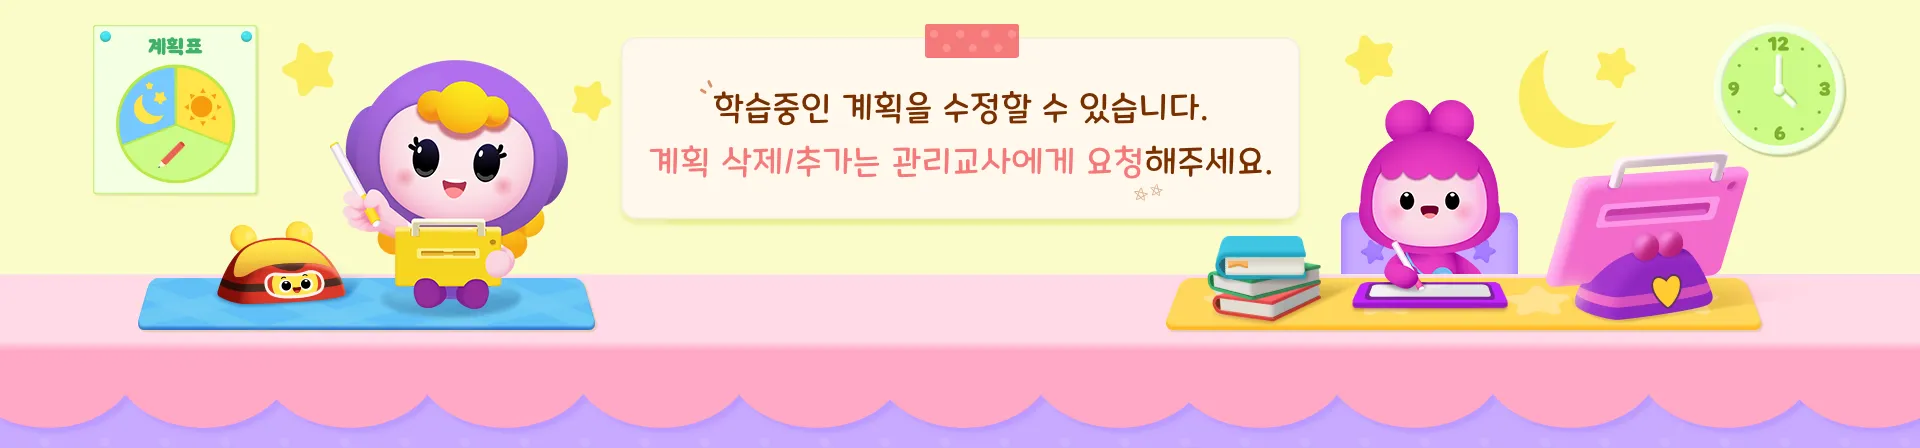 계획표
학습중인 계획을 수정할 수 있습니다.
계획 삭제/추가는 관리교사에게 요청해주세요.
12
9
3
6